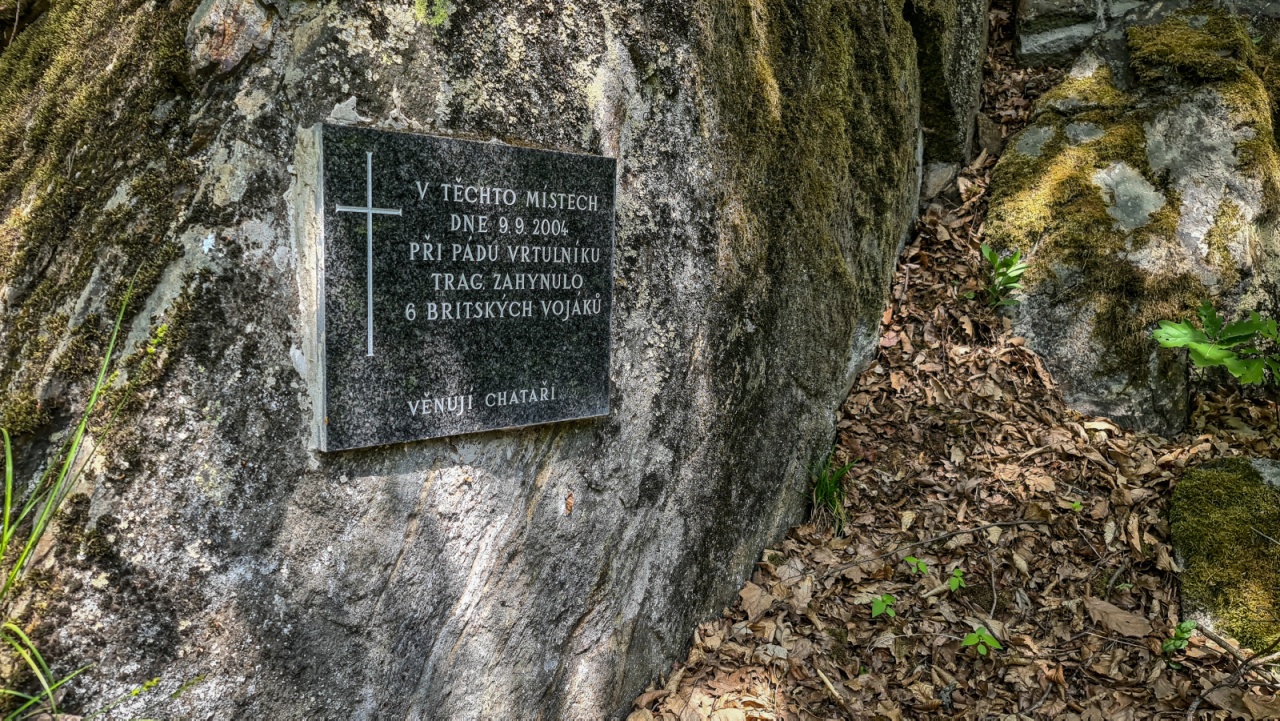 V TĚCHTO MÍSTECH
DNE 9.9. 2004
PŘI PÁDU VRTULNÍKU
TRAG. ZAHYNULO
6 BRITSKÝCH VOJÁKŮ
VĚNUJÍ CHATAŘI